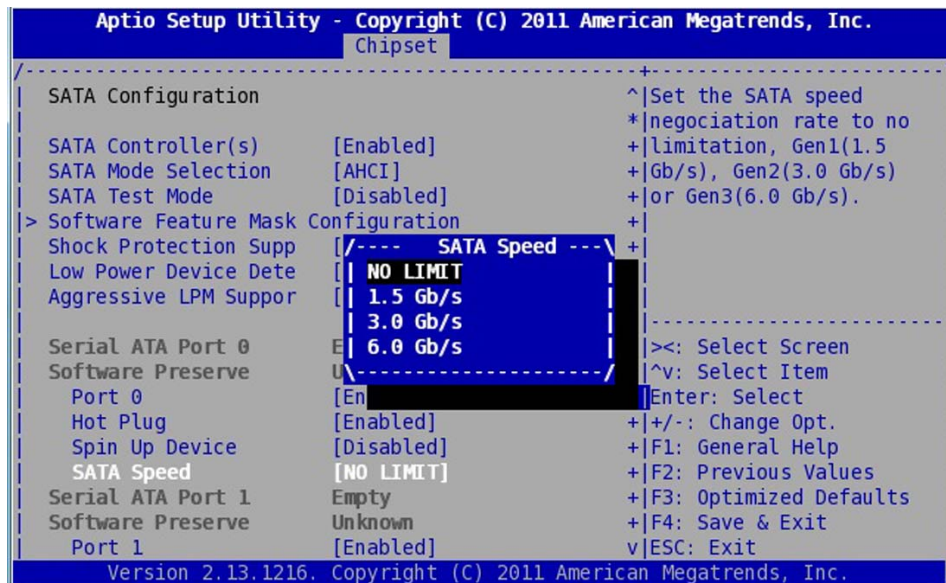 Aptio Setup Utility - Copyright (C) 2011 American Megatrends, Inc.
Chipset
SATA Configuration
SATA Controller(s) [Enabled]
SATA Mode Selection [AHCI]
SATA Test Mode [Disabled]
> Software Feature Mask Configuration
Shock Protection Supp [
Low Power Device Dete [
Aggressive LPM Suppor [
Serial ATA Port 0 E
Software Preserve U
Port 0 [En
Hot Plug [Enabled]
Spin Up Device [Disabled]
SATA Speed [NO LIMIT]
Serial ATA Port 1 Empty
Software Preserve Unknown
Port 1 [Enabled]
SATA Speed
NO LIMIT
1.5 Gb/s
3.0 Gb/s
6.0 Gb/s
Set the SATA speed
negociation rate to no
limitation, Gen1(1.5
Gb/s), Gen2(3.0 Gb/s)
or Gen3(6.0 Gb/s).
><: Select Screen
^v: Select Item
Enter: Select
+/-: Change Opt.
F1: General Help
F2: Previous Values
F3: Optimized Defaults
F4: Save & Exit
ESC: Exit
Version 2.13.1216. Copyright (C) 2011 American Megatrends, Inc.